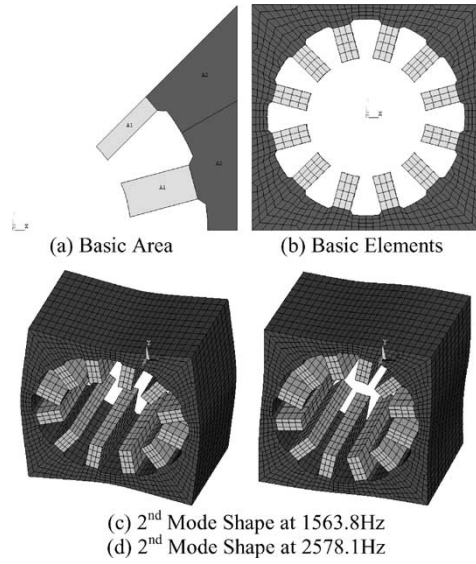 A2
A1
A2
A1
(a) Basic Area
(b) Basic Elements
(c) 2nd Mode Shape at 1563.8Hz
(d) 2nd Mode Shape at 2578.1Hz